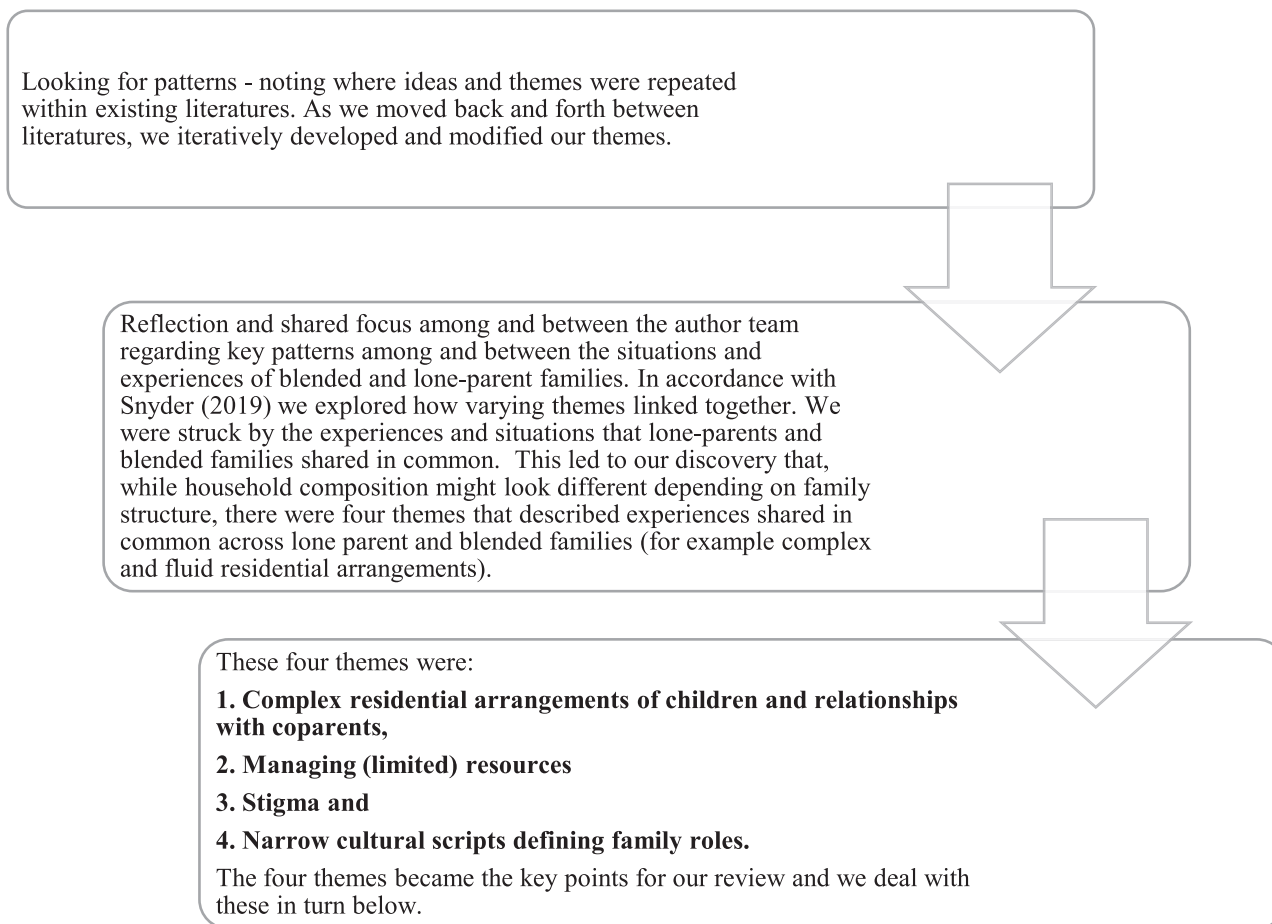 Looking for patterns - noting where ideas and themes were repeated
within existing literatures. As we moved back and forth between
literatures, we iteratively developed and modified our themes.
Reflection and shared focus among and between the author team
regarding key patterns among and between the situations and
experiences of blended and lone-parent families. In accordance with
Snyder (2019) we explored how varying themes linked together. We
were struck by the experiences and situations that lone-parents and
blended families shared in common.  This led to our discovery that,
while household composition might look different depending on family
structure, there were four themes that described experiences shared in
common across lone parent and blended families (for example complex
and fluid residential arrangements).
These four themes were:
1. Complex residential arrangements of children and relationships
with coparents,
2. Managing (limited) resources
3. Stigma and
4. Narrow cultural scripts defining family roles.
The four themes became the key points for our review and we deal with
these in turn below.